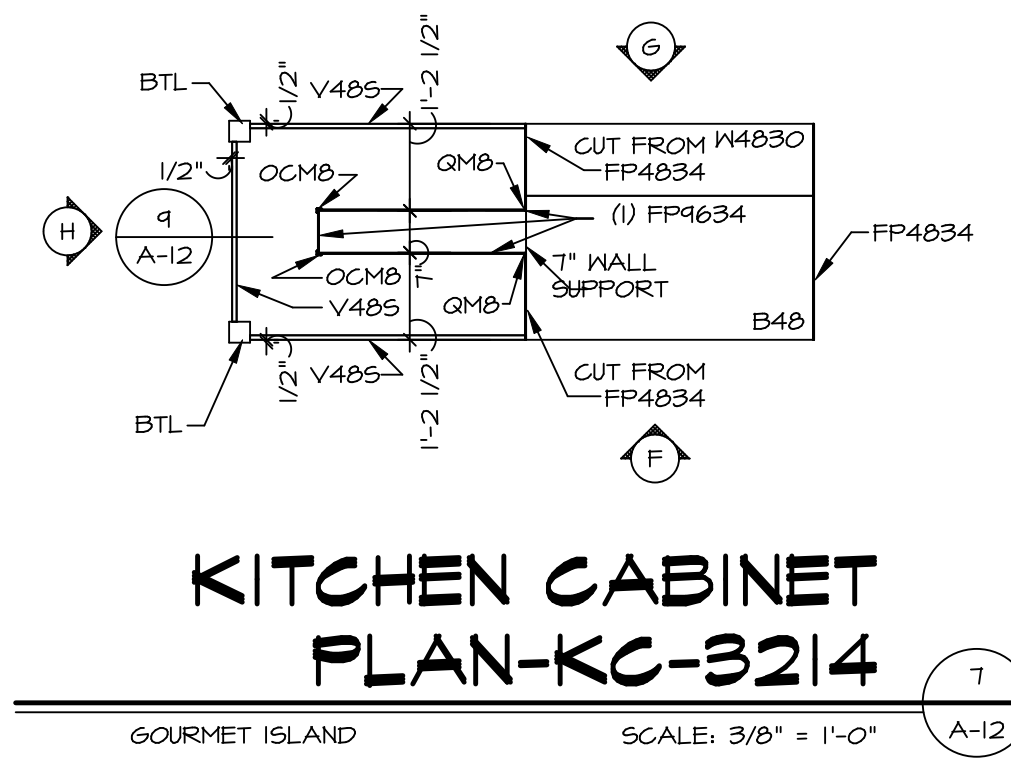 G
BTL
1/2"
V48S
1'-2 1/2"
CUT FROM
FP4834
W4830
1/2"
OCM8
QM8
(1) FP9634
H
9
A-12
FP4834
OCM8
7"
7" WALL
SUPPORT
V48S
QM8
B48
1/2"
V48S
1'-2 1/2"
CUT FROM
FP4834
BTL
F
KITCHEN CABINET
PLAN-KC-3214
7
A-12
GOURMET ISLAND
SCALE: 3/8" = 1'-0"